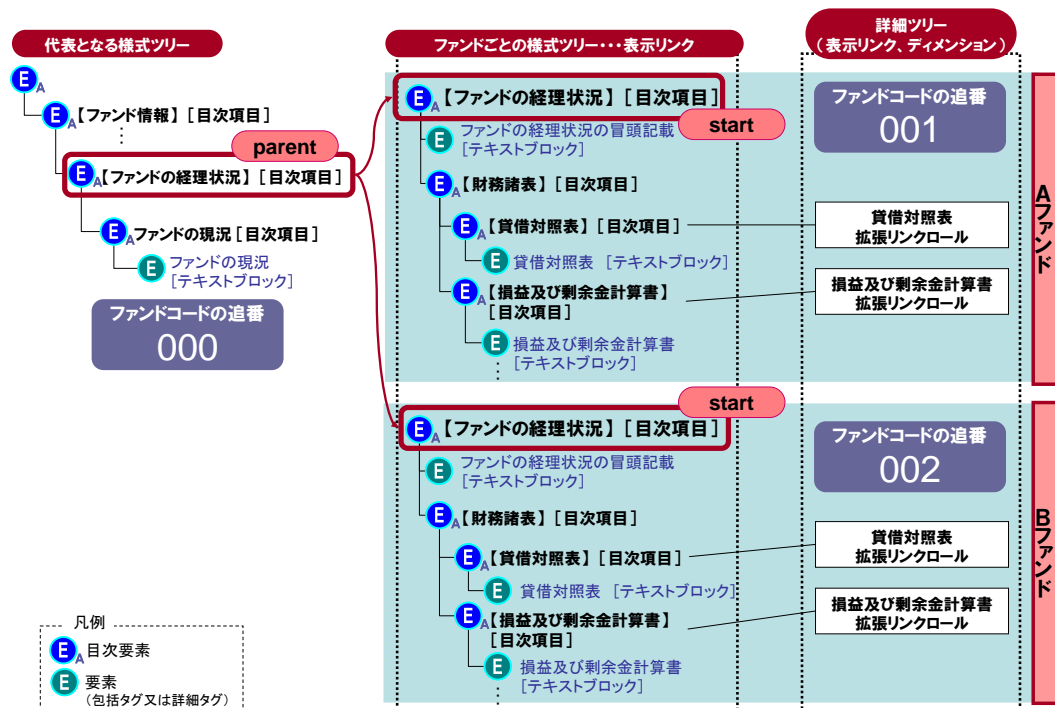 代表となる様式ツリー
E A
E A 【ファンド情報】 [目次項目]
:
parent
E A 【ファンドの経理状況】 [目次項目]
E A ファンドの現況 [目次項目]
E ファンドの現況
[テキストブロック]
ファンドコードの追番
000
凡例
E A 目次要素
E 要素
(包括タグ又は詳細タグ)
ファンドごとの様式ツリー・・・表示リンク
E A 【ファンドの経理状況】 [目次項目]
start
E ファンドの経理状況の冒頭記載
[テキストブロック]
E A 【財務諸表】 [目次項目]
E A 【貸借対照表】 [目次項目]
E 貸借対照表 [テキストブロック]
E A 【損益及び剰余金計算書】
[目次項目]
E 損益及び剰余金計算書
[テキストブロック]
:
start
E A 【ファンドの経理状況】 [目次項目]
E ファンドの経理状況の冒頭記載
[テキストブロック]
E A 【財務諸表】 [目次項目]
E A 【貸借対照表】 [目次項目]
E 貸借対照表 [テキストブロック]
E A 【損益及び剰余金計算書】
[目次項目]
E 損益及び剰余金計算書
[テキストブロック]
:
詳細ツリー
(表示リンク、ディメンション)
ファンドコードの追番
001
貸借対照表
拡張リンクロール
損益及び剰余金計算書
拡張リンクロール
Aファンド
ファンドコードの追番
002
貸借対照表
拡張リンクロール
損益及び剰余金計算書
拡張リンクロール
Bファンド